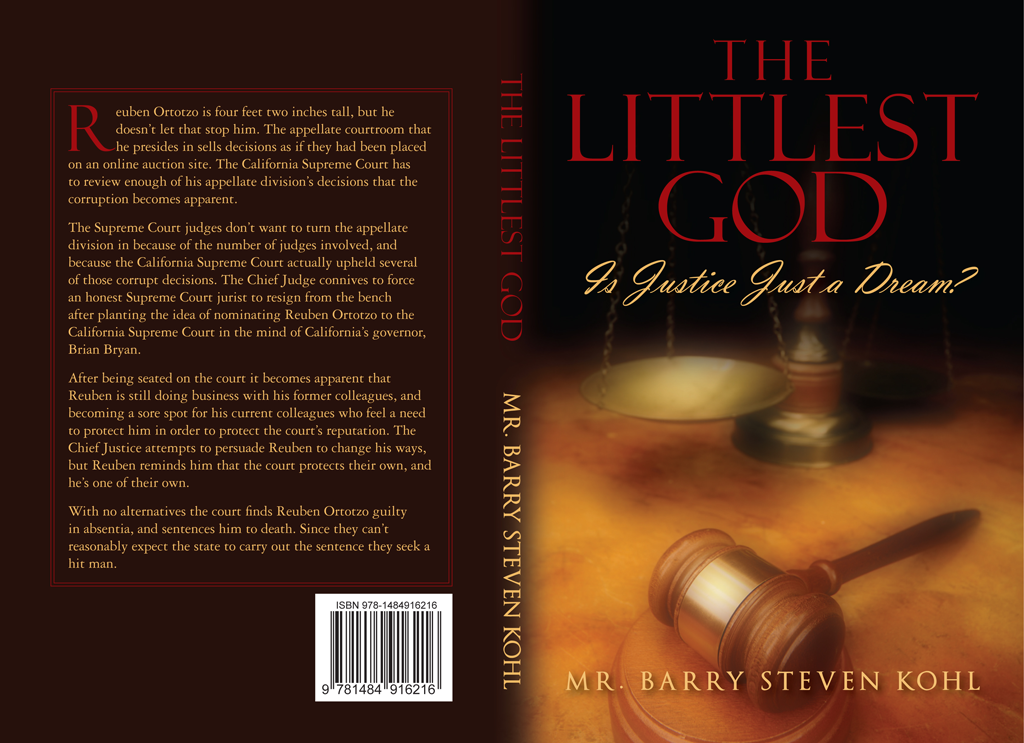 Reuben Ortotzo is four feet two inches tall, but he
doesn't let that stop him. The appellate courtroom that
he presides in sells decisions as if they had been placed
on an online auction site. The California Supreme Court has
to review enough of his appellate division's decisions that the
corruption becomes apparent.
The Supreme Court judges don't want to turn the appellate
division in because of the number of judges involved, and
because the California Supreme Court actually upheld several
of those corrupt decisions. The Chief Judge connives to force
an honest Supreme Court jurist to resign from the bench
after planting the idea of nominating Reuben Ortotzo to the
California Supreme Court in the mind of California's governor,
Brian Bryan.
After being seated on the court it becomes apparent that
Reuben is still doing business with his former colleagues, and
becoming a sore spot for his current colleagues who feel a need
to protect him in order to protect the court's reputation. The
Chief Justice attempts to persuade Reuben to change his ways,
but Reuben reminds him that the court protects their own, and
he's one of their own.
With no alternatives the court finds Reuben Ortotzo guilty
in absentia, and sentences him to death. Since they can't
reasonably expect the state to carry out the sentence they seek a
hit man.
ISBN 978-1484916216
9 781484 916216
THE LITTLEST GOD MR. BARRY STEVEN KOHL
THE
LITTLEST
GOD
Is Justice Just a Dream?
MR. BARRY STEVEN KOHL